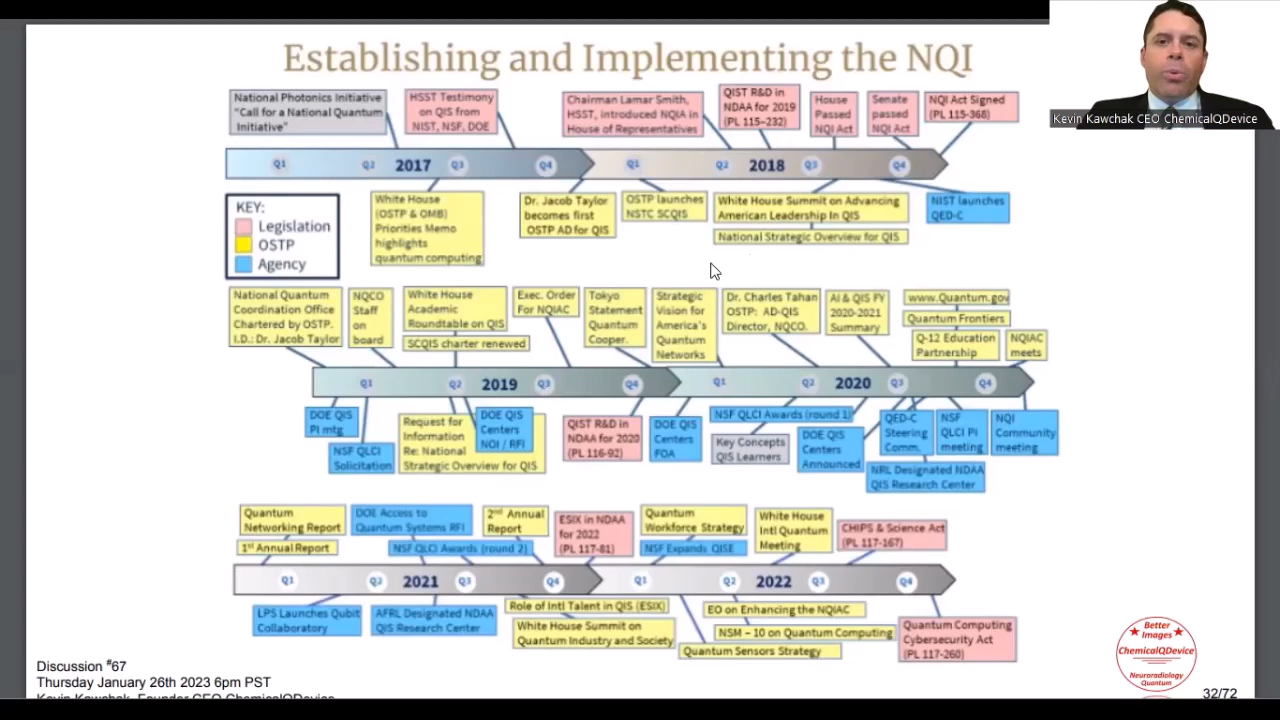 Establishing and Implementing the NQI
Kevin Kawchak CEO ChemicalQDevice
National Photonics Initiative
"Call for a National Quantum
Initiative"
HSST Testimony
on QIS from
NIST, NSF, DOE
Chairman Lamar Smith,
HSST, introduced NQIA in
House of Representatives
QIST R&D in
NDAA for 2019
(PL 115-232)
House
Passed
NQI Act
Senate
passed
NQI Act
NQI Act Signed
(PL 115-368)
Q1 Q2 2017 Q3 Q4 Q1 Q2 2018 Q3 Q4
KEY:
Legislation
OSTP
Agency
White House
(OSTP & OMB)
Priorities Memo
highlights
quantum computing
Dr. Jacob Taylor
becomes first
OSTP AD for QIS
OSTP launches
NSTC SCQIS
White House Summit on Advancing
American Leadership In QIS
National Strategic Overview for QIS
NIST launches
QED-C
National Quantum
Coordination Office
Chartered by OSTP.
I.D.: Dr. Jacob Taylor
NQCO
Staff
on
board
White House
Academic
Roundtable on QIS
SCQIS charter renewed
Exec. Order
For NQIAC
Tokyo
Statement
Quantum
Cooper.
Strategic
Vision for
America's
Quantum
Networks
Dr. Charles Tahan
OSTP: AD-QIS
Director, NQCO.
AI & QIS FY
2020-2021
Summary
www.Quantum.gov
Quantum Frontiers
Q-12 Education
Partnership
NQIAC
meets
Q1 Q2 2019 Q3 Q4 Q1 Q2 2020 Q3 Q4
DOE QIS
PI mtg
NSF QLCI
Solicitation
Request for
Information
Re: National
Strategic Overview for QIS
DOE QIS
Centers
NOI / RFI
QIST R&D in
NDAA for 2020
(PL 116-92)
DOE QIS
Centers
FOA
NSF QLCI Awards (round 1)
Key Concepts
QIS Learners
DOE QIS
Centers
Announced
QED-C
Steering
Comm.
NSF
QLCI PI
meeting
NQI
Community
meeting
NRL Designated NDAA
QIS Research Center
Quantum
Networking Report
1st Annual Report
DOE Access to
Quantum Systems RFI
NSF QLCI Awards (round 2)
2nd Annual
Report
ESIX in NDAA
for 2022
(PL 117-81)
Quantum
Workforce Strategy
NSF Expands QISE
White House
Intl Quantum
Meeting
CHIPS & Science Act
(PL 117-167)
Q1 Q2 2021 Q3 Q4 Q1 Q2 2022 Q3 Q4
LPS Launches Qubit
Collaboratory
AFRL Designated NDAA
QIS Research Center
Role of Intl Talent in QIS (ESIX)
White House Summit on
Quantum Industry and Society
EO on Enhancing the NQIAC
NSM – 10 on Quantum Computing
Quantum Sensors Strategy
Quantum Computing
Cybersecurity Act
(PL 117-260)
Discussion #67
Thursday January 26th 2023 6pm PST
Kevin Kawchak, Founder CEO ChemicalQDevice
Better
Images
ChemicalQDevice
Neuroradiology
Quantum
32/72